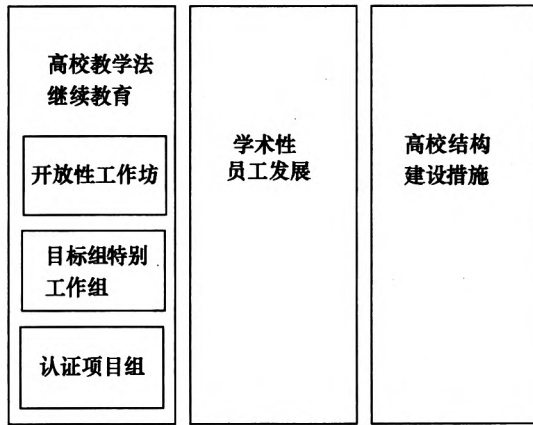 高校教学法
继续教育
开放性工作坊
目标组特别
工作组
认证项目组
学术性
员工发展
高校结构
建设措施